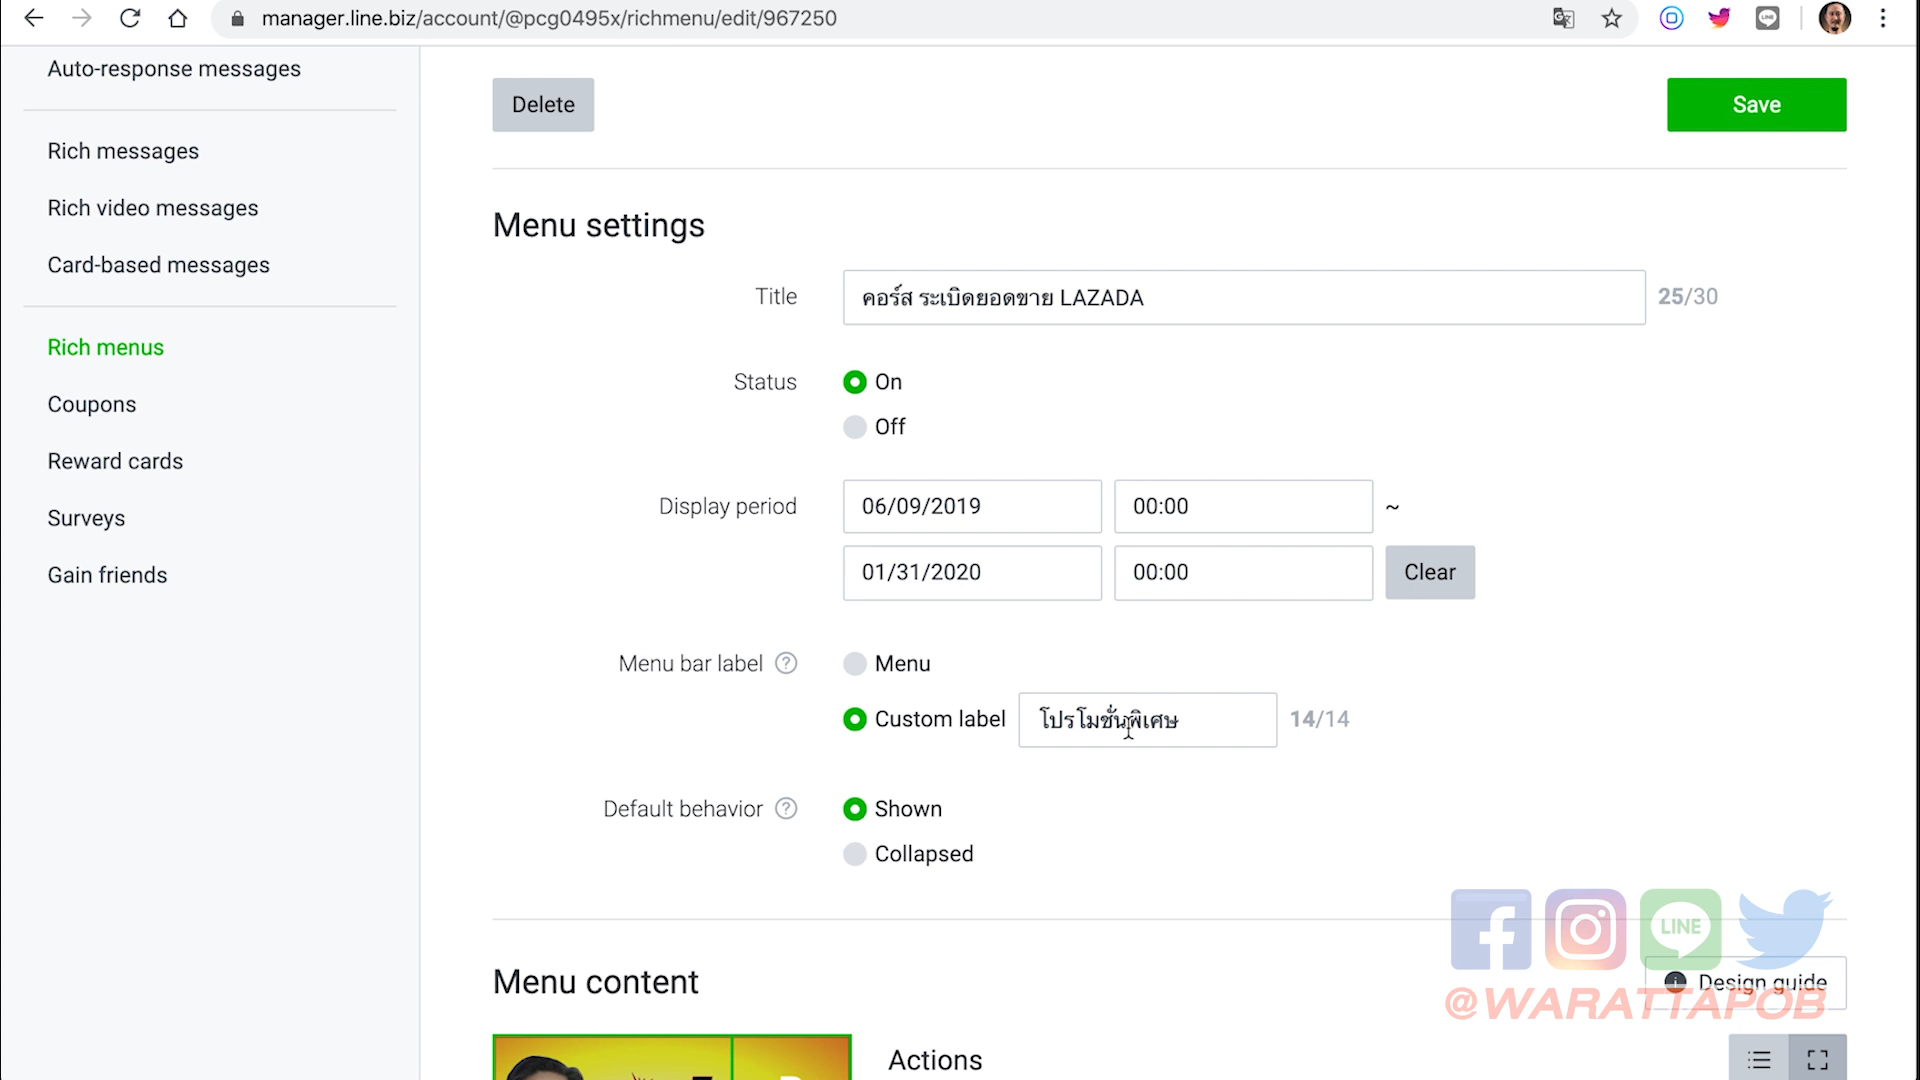 manager.line.biz/account/@pcg0495x/richmenu/edit/967250
Auto-response messages
Rich messages
Rich video messages
Card-based messages
Rich menus
Coupons
Reward cards
Surveys
Gain friends
Delete
Save
Menu settings
Title
คอร์ส ระเบิดยอดขาย LAZADA
25/30
Status
On
Off
Display period
06/09/2019
00:00
~
01/31/2020
00:00
Clear
Menu bar label ?
Menu
Custom label
โปรโมชั่นพิเศษ
14/14
Default behavior ?
Shown
Collapsed
LINE
Menu content
Design guide
@WARATTAPOB
Actions